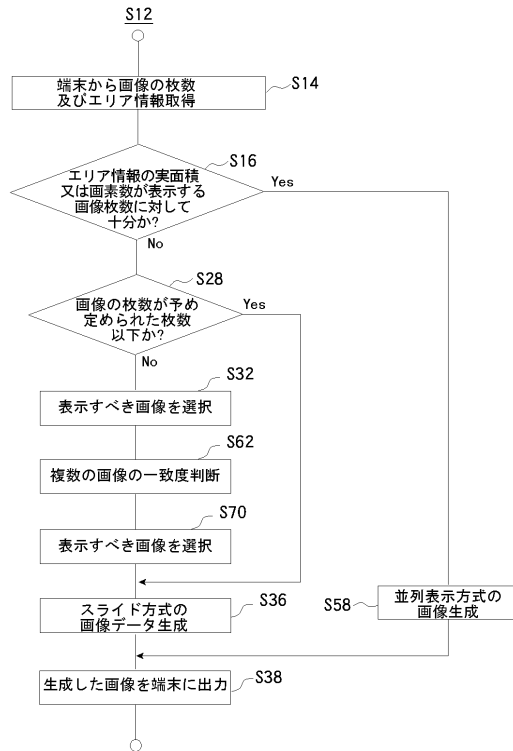 S12
端末から画像の枚数
及びエリア情報取得
S14
エリア情報の実面積
又は画素数が表示する
画像枚数に対して
十分か?
S16
Yes
No
画像の枚数が予め
定められた枚数
以下か?
S28
Yes
No
S32
表示すべき画像を選択
S62
複数の画像の一致度判断
S70
表示すべき画像を選択
スライド方式の
画像データ生成
S36
S58
並列表示方式の
画像生成
生成した画像を端末に出力
S38